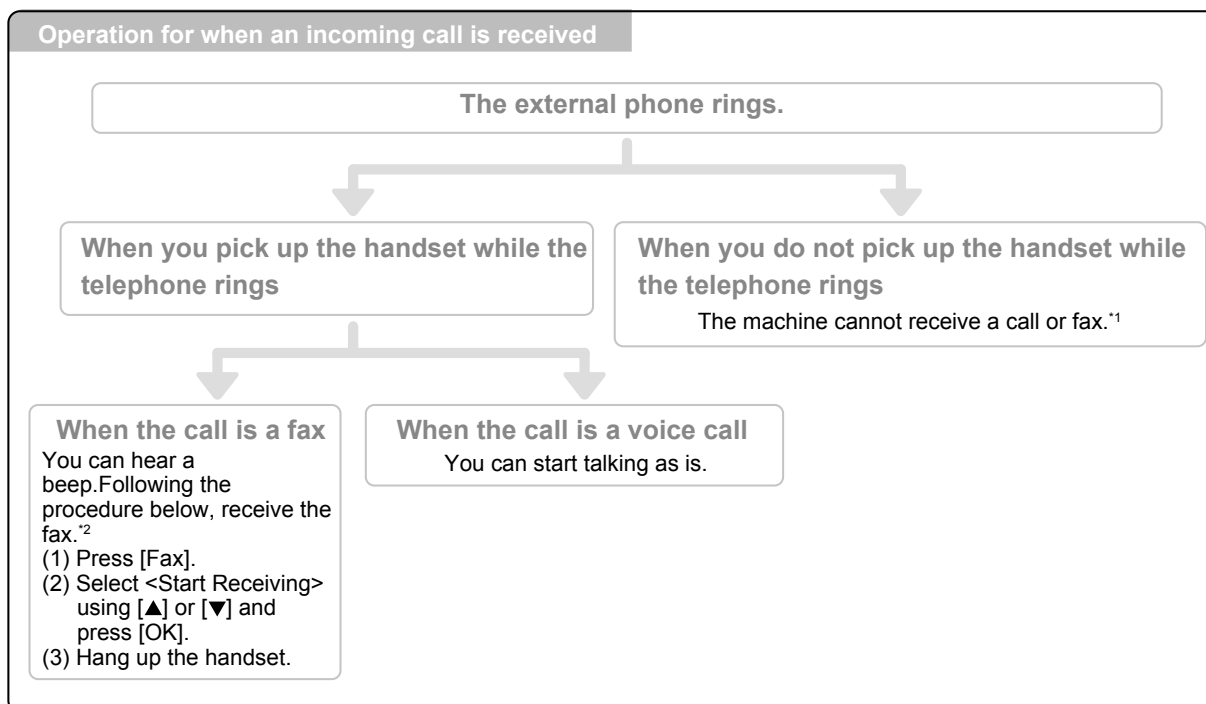 Operation for when an incoming call is received
The external phone rings.
When you pick up the handset while the
telephone rings
When you do not pick up the handset while
the telephone rings
The machine cannot receive a call or fax.*1
When the call is a fax
You can hear a
beep.Following the
procedure below, receive the
fax.*2
(1) Press [Fax].
(2) Select <Start Receiving>
using [▲] or [▼] and
press [OK].
(3) Hang up the handset.
When the call is a voice call
You can start talking as is.